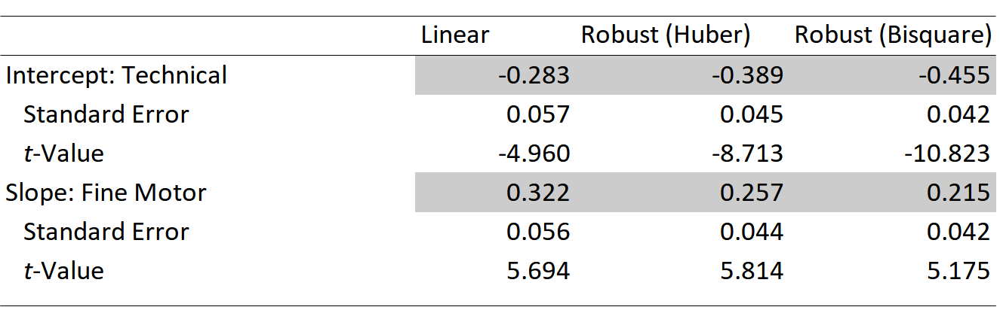 Linear Robust (Huber) Robust (Bisquare)
Intercept: Technical -0.283 -0.389 -0.455
Standard Error 0.057 0.045 0.042
t-Value -4.960 -8.713 -10.823
Slope: Fine Motor 0.322 0.257 0.215
Standard Error 0.056 0.044 0.042
t-Value 5.694 5.814 5.175